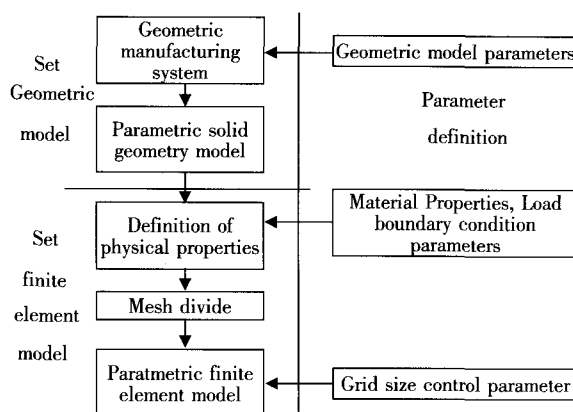 Geometric
manufacturing
system
Geometric model parameters
Set
Geometric
model
Parameter
definition
Parametric solid
geometry model
Material Properties, Load
boundary condition
parameters
Definition of
physical properties
Set
finite
element
model
Mesh divide
Paratmetric finite
element model
Grid size control parameter